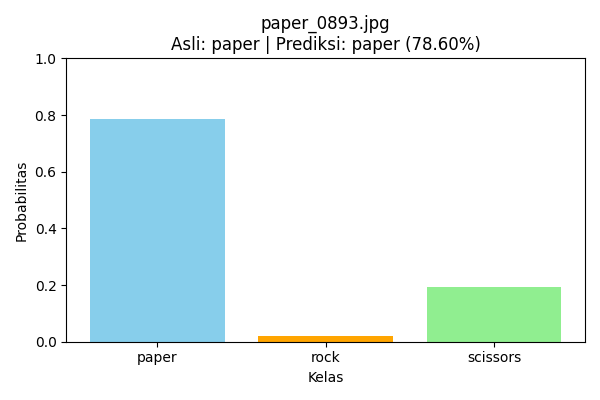 paper_0893.jpg
Asli: paper | Prediksi: paper (78.60%)
1.0
0.8
0.6
0.4
0.2
0.0
Probabilitas
paper
rock
scissors
Kelas